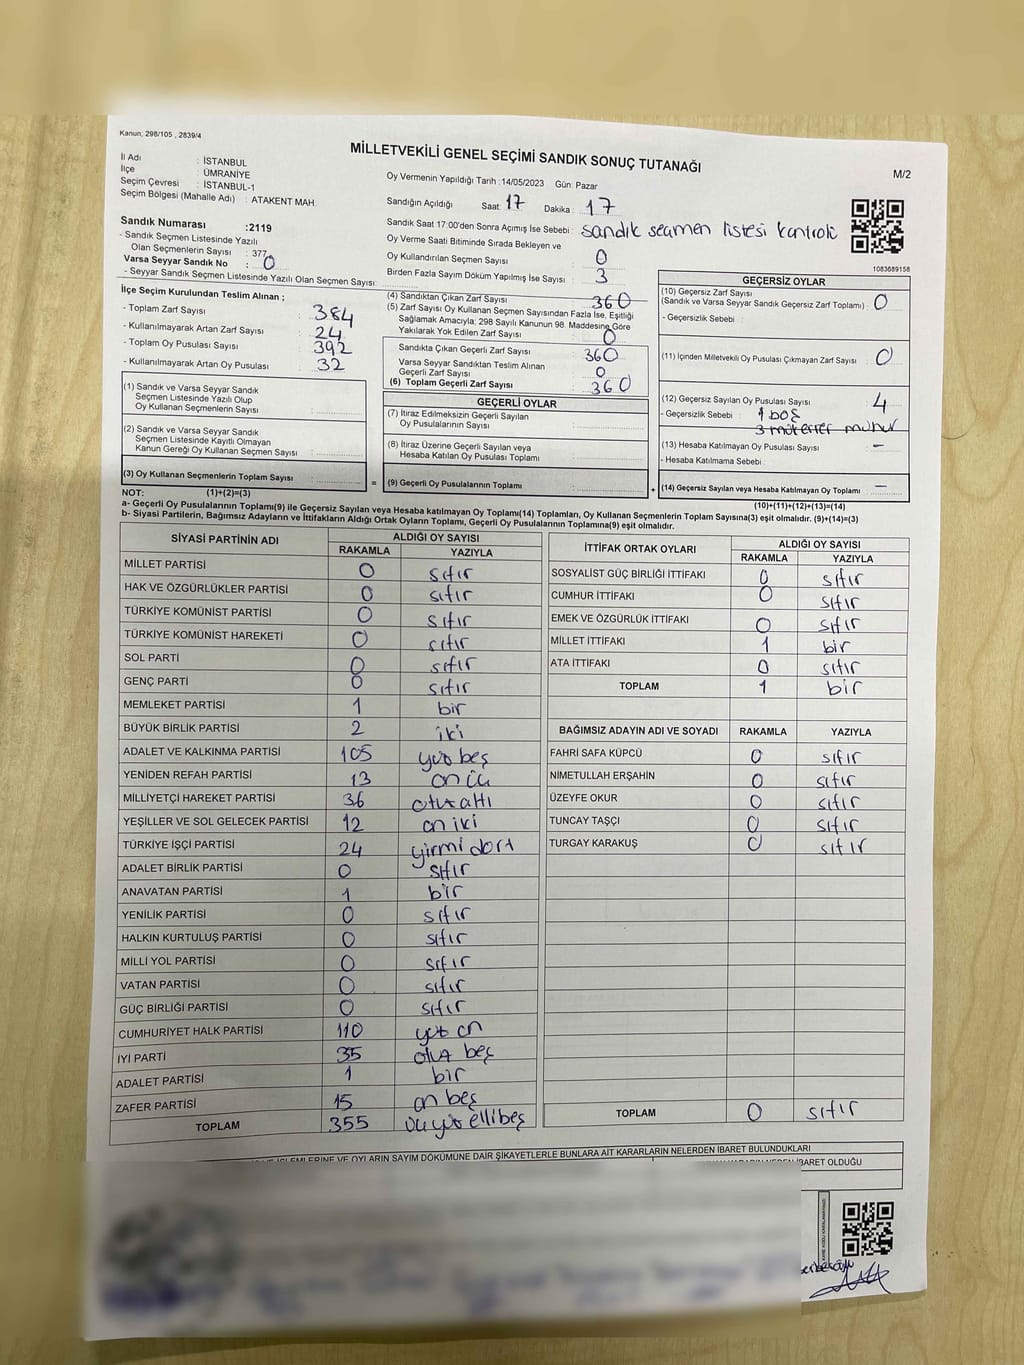 Kanun; 298/105 , 2839/4
MİLLETVEKİLİ GENEL SEÇİMİ SANDIK SONUÇ TUTANAĞI
M/2
İl Adı : İSTANBUL
İlçe : ÜMRANİYE
Seçim Çevresi : İSTANBUL-1
Seçim Bölgesi (Mahalle Adı) : ATAKENT MAH.
Oy Vermenin Yapıldığı Tarih :14/05/2023 Gün: Pazar
Sandığın Açıldığı Saat: 17 Dakika : 17
Sandık Saat 17:00'den Sonra Açımış İse Sebebi : sandık seçmen listesi kontrolü
Oy Verme Saati Bitiminde Sırada Bekleyen ve
Oy Kullandırılan Seçmen Sayısı : 0
Birden Fazla Sayım Döküm Yapılmış İse Sayısı : 3
Sandık Numarası :2119
- Sandık Seçmen Listesinde Yazılı
Olan Seçmenlerin Sayısı : 377
Varsa Seyyar Sandık No : 0
- Seyyar Sandık Seçmen Listesinde Yazılı Olan Seçmen Sayısı :
1083689158
İlçe Seçim Kurulundan Teslim Alınan ;
- Toplam Zarf Sayısı : 384
- Kullanılmayarak Artan Zarf Sayısı : 24
- Toplam Oy Pusulası Sayısı : 392
- Kullanılmayarak Artan Oy Pusulası : 32
(4) Sandıktan Çıkan Zarf Sayısı : 360
(5) Zarf Sayısı Oy Kullanan Seçmen Sayısından Fazla İse, Eşitliği
Sağlamak Amacıyla; 298 Sayılı Kanunun 98. Maddesine Göre
Yakılarak Yok Edilen Zarf Sayısı : 0
Sandıkta Çıkan Geçerli Zarf Sayısı : 360
Varsa Seyyar Sandıktan Teslim Alınan
Geçerli Zarf Sayısı : 0
(6) Toplam Geçerli Zarf Sayısı : 360
GEÇERSİZ OYLAR
(10) Geçersiz Zarf Sayısı
(Sandık ve Varsa Seyyar Sandık Geçersiz Zarf Toplamı) : 0
- Geçersizlik Sebebi :
(11) İçinden Milletvekili Oy Pusulası Çıkmayan Zarf Sayısı : 0
(12) Geçersiz Sayılan Oy Pusulası Sayısı : 4
- Geçersizlik Sebebi : 1 boş
3 mükerrer mühür
(13) Hesaba Katılmayan Oy Pusulası Sayısı : -
- Hesaba Katılmama Sebebi :
(14) Geçersiz Sayılan veya Hesaba Katılmayan Oy Toplamı : -
(10)+(11)+(12)+(13)=(14)
(1) Sandık ve Varsa Seyyar Sandık
Seçmen Listesinde Yazılı Olup
Oy Kullanan Seçmenlerin Sayısı :
(2) Sandık ve Varsa Seyyar Sandık
Seçmen Listesinde Kayıtlı Olmayan
Kanun Gereği Oy Kullanan Seçmen Sayısı :
(3) Oy Kullanan Seçmenlerin Toplam Sayısı :
=
GEÇERLİ OYLAR
(7) İtiraz Edilmeksizin Geçerli Sayılan
Oy Pusulalarının Sayısı :
(8) İtiraz Üzerine Geçerli Sayılan veya
Hesaba Katılan Oy Pusulası Toplamı :
(9) Geçerli Oy Pusulalarının Toplamı :
+
NOT: (1)+(2)=(3)
a- Geçerli Oy Pusulalarının Toplamı(9) ile Geçersiz Sayılan veya Hesaba katılmayan Oy Toplamı(14) Toplamları, Oy Kullanan Seçmenlerin Toplam Sayısına(3) eşit olmalıdır. (9)+(14)=(3)
b- Siyasi Partilerin, Bağımsız Adayların ve İttifakların Aldığı Ortak Oyların Toplamı, Geçerli Oy Pusulalarının Toplamına(9) eşit olmalıdır.
SİYASİ PARTİNİN ADI ALDIĞI OY SAYISI
RAKAMLA YAZIYLA
MİLLET PARTİSİ 0 sıfır
HAK VE ÖZGÜRLÜKLER PARTİSİ 0 sıfır
TÜRKİYE KOMÜNİST PARTİSİ 0 sıfır
TÜRKİYE KOMÜNİST HAREKETİ 0 sıfır
SOL PARTİ 0 sıfır
GENÇ PARTİ 0 sıfır
MEMLEKET PARTİSİ 1 bir
BÜYÜK BİRLİK PARTİSİ 2 iki
ADALET VE KALKINMA PARTİSİ 105 yüz beş
YENİDEN REFAH PARTİSİ 13 on üç
MİLLİYETÇİ HAREKET PARTİSİ 36 otuz altı
YEŞİLLER VE SOL GELECEK PARTİSİ 12 on iki
TÜRKİYE İŞÇİ PARTİSİ 24 yirmi dört
ADALET BİRLİK PARTİSİ 0 sıfır
ANAVATAN PARTİSİ 1 bir
YENİLİK PARTİSİ 0 sıfır
HALKIN KURTULUŞ PARTİSİ 0 sıfır
MİLLİ YOL PARTİSİ 0 sıfır
VATAN PARTİSİ 0 sıfır
GÜÇ BİRLİĞİ PARTİSİ 0 sıfır
CUMHURİYET HALK PARTİSİ 110 yüz on
İYİ PARTİ 35 otuz beş
ADALET PARTİSİ 1 bir
ZAFER PARTİSİ 15 on beş
TOPLAM 355 üç yüz elli beş
İTTİFAK ORTAK OYLARI ALDIĞI OY SAYISI
RAKAMLA YAZIYLA
SOSYALİST GÜÇ BİRLİĞİ İTTİFAKI 0 sıfır
CUMHUR İTTİFAKI 0 sıfır
EMEK VE ÖZGÜRLÜK İTTİFAKI 0 sıfır
MİLLET İTTİFAKI 1 bir
ATA İTTİFAKI 0 sıfır
TOPLAM 1 bir
BAĞIMSIZ ADAYIN ADI VE SOYADI RAKAMLA YAZIYLA
FAHRİ SAFA KÜPCÜ 0 sıfır
NİMETULLAH ERŞAHİN 0 sıfır
ÜZEYFE OKUR 0 sıfır
TUNCAY TAŞÇI 0 sıfır
TURGAY KARAKUŞ 0 sıfır
TOPLAM 0 sıfır
İŞLEMLERİNE VE OYLARIN SAYIM DÖKÜMÜNE DAİR ŞİKAYETLERLE BUNLARA AİT KARARLARIN NELERDEN İBARET BULUNDUKLARI
İBARET OLDUĞU